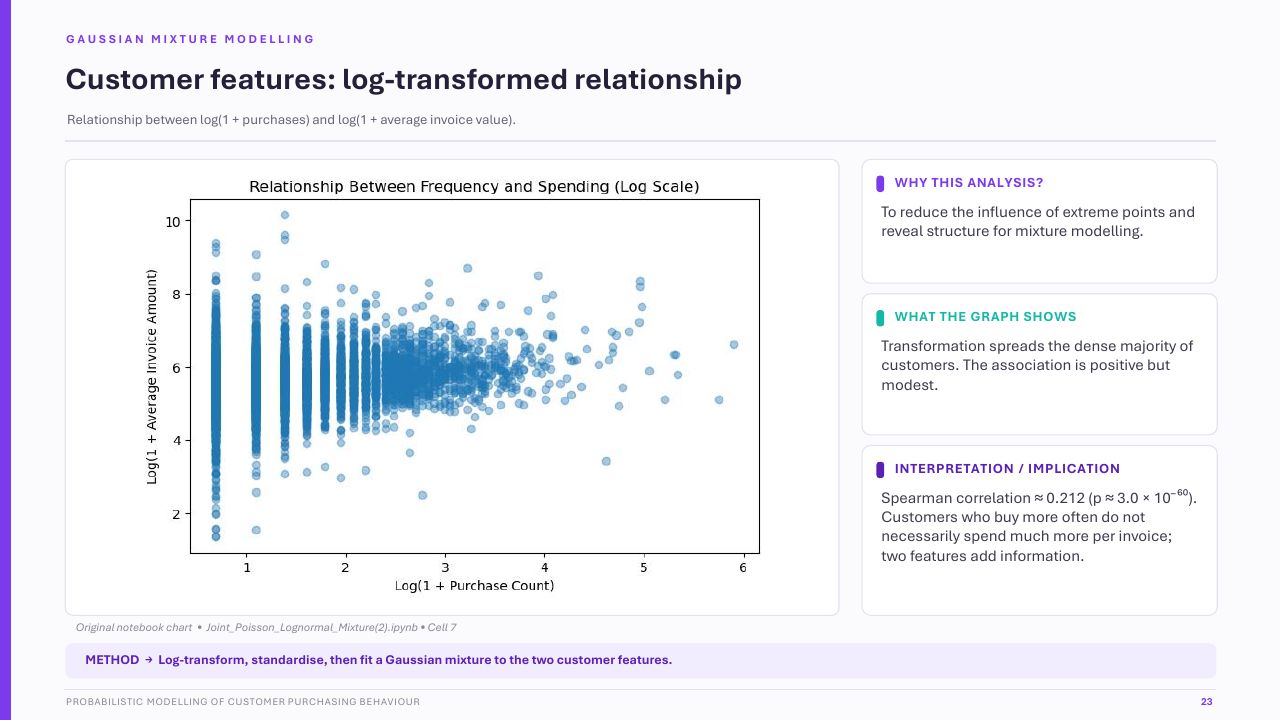 GAUSSIAN MIXTURE MODELLING
Customer features: log-transformed relationship
Relationship between log(1 + purchases) and log(1 + average invoice value).
Relationship Between Frequency and Spending (Log Scale)
Log(1 + Average Invoice Amount)
10
8
6
4
2
1
2
3
4
5
6
Log(1 + Purchase Count)
Original notebook chart • Joint_Poisson_Lognormal_Mixture(2).ipynb • Cell 7
WHY THIS ANALYSIS?
To reduce the influence of extreme points and
reveal structure for mixture modelling.
WHAT THE GRAPH SHOWS
Transformation spreads the dense majority of
customers. The association is positive but
modest.
INTERPRETATION / IMPLICATION
Spearman correlation ≈ 0.212 (p ≈ 3.0 × 10⁻⁶⁰).
Customers who buy more often do not
necessarily spend much more per invoice;
two features add information.
METHOD → Log-transform, standardise, then fit a Gaussian mixture to the two customer features.
PROBABILISTIC MODELLING OF CUSTOMER PURCHASING BEHAVIOUR
23